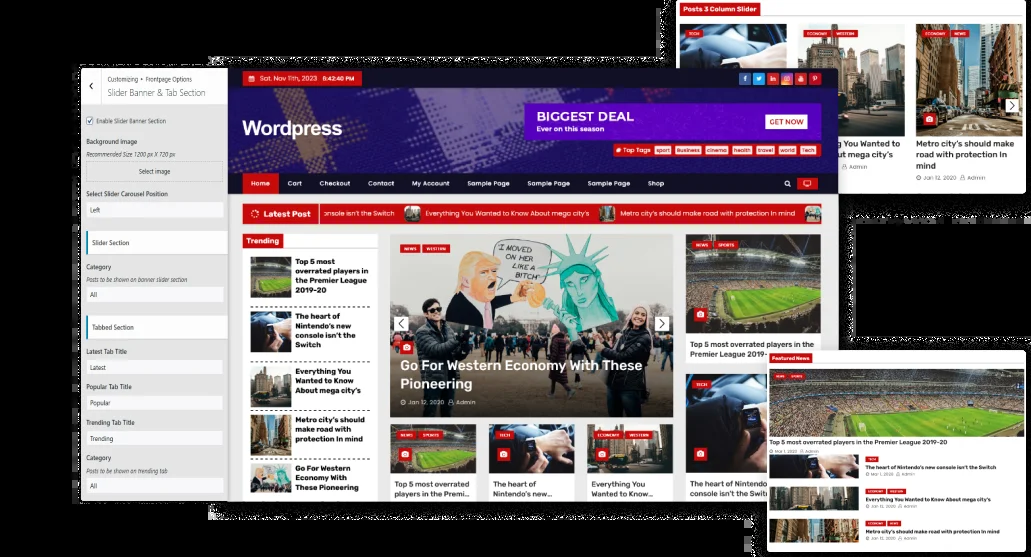 Customizing • Frontpage Options
Slider Banner & Tab Section
Enable Slider Banner Section
Background Image
Recommended Size 1200 px X 720 px
Select image
Select Slider Carousel Position
Left
Slider Section
Category
Posts to be shown on banner slider section
All
Tabbed Section
Latest Tab Title
Latest
Popular Tab Title
Popular
Trending Tab Title
Trending
Category
Posts to be shown on trending tab
All
Sat. Nov 11th, 2023 8:42:40 PM
Wordpress
BIGGEST DEAL
Ever on this season
GET NOW
# Top Tags sport Business cinema health travel world Tech
Home Cart Checkout Contact My Account Sample Page Sample Page Sample Page Shop
Latest Post
onsole isn't the Switch
Everything You Wanted to Know About mega city's
Metro city's should make road with protection in mind
Trending
Top 5 most
overrated players in
the Premier League
2019-20
The heart of
Nintendo's new
console isn't the
Switch
Everything You
Wanted to Know
About mega city's
Metro city's should
make road with
protection In mind
Go For Western
Economy With
These Pioneering
NEWS WESTERN
"I MOVED
ON HER
LIKE A
BITCH"
Go For Western Economy With These
Pioneering
Jan 12, 2020 Admin
NEWS SPORTS
Top 5 most overrated
players in the Premi...
TECH
The heart of
Nintendo's new...
ECONOMY WESTERN
Everything You
Wanted to Know...
NEWS SPORTS
Top 5 most overrated players in the
Premier League 2019-
TECH
The heart of Nintendo's
console isn't the Switch
Posts 3 Column Slider
TECH
ECONOMY WESTERN
g You Wanted to
ut mega city's
Admin
ECONOMY NEWS
Metro city's should make
road with protection In
mind
Jan 12, 2020 Admin
Featured News
NEWS SPORTS
Top 5 most overrated players in the Premier League 2019-20
Mar 1, 2020 Admin
TECH
The heart of Nintendo's new console isn't the Switch
Mar 1, 2020 Admin
ECONOMY WESTERN
Everything You Wanted to Know About mega city's
Jan 12, 2020 Admin
ECONOMY NEWS
Metro city's should make road with protection In mind
Jan 12, 2020 Admin